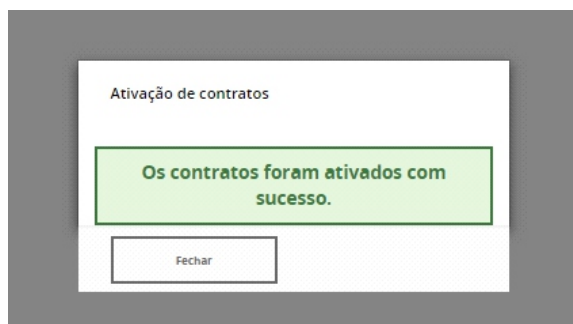 Ativação de contratos
Os contratos foram ativados com
sucesso.
Fechar